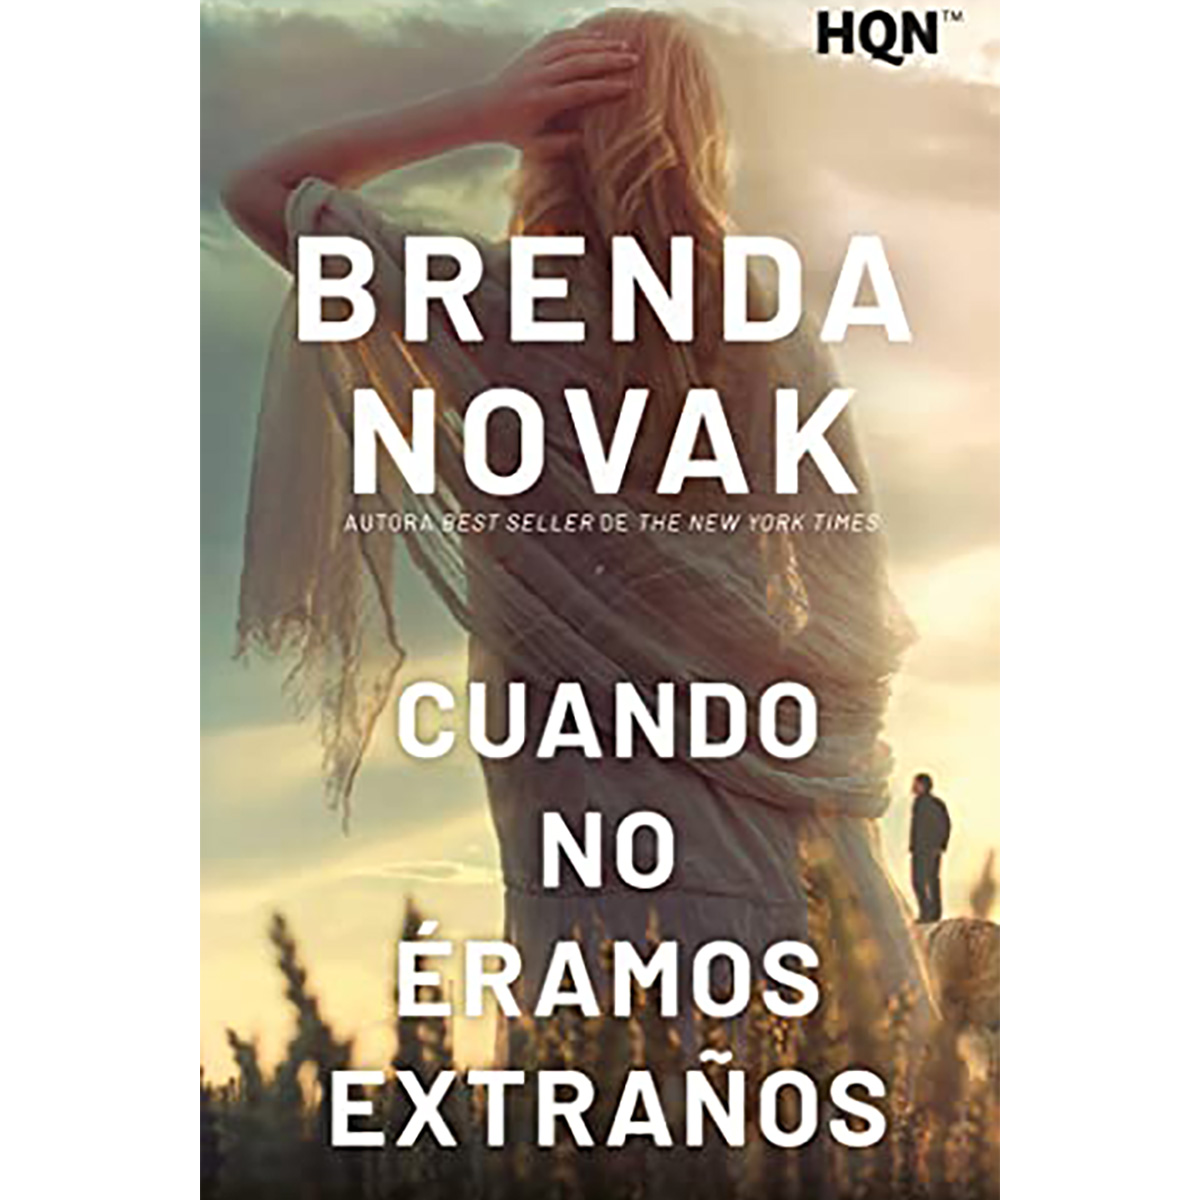 HQN™
BRENDA
NOVAK
AUTORA BEST SELLER DE THE NEW YORK TIMES
CUANDO
NO
ÉRAMOS
EXTRAÑOS